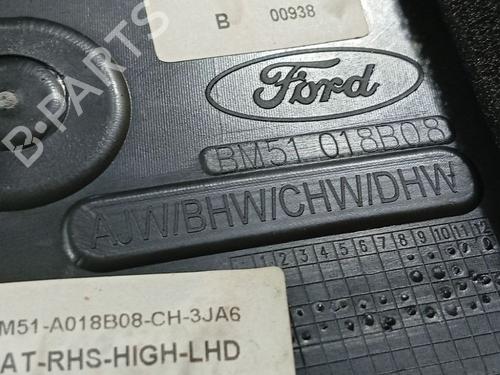 B 00938
Ford
BM51 018B08
AJW/BHW/CHW/DHW
1 2 3 4 5 6 7 8 9 10 11 12
M51-A018B08-CH-3JA6
AT-RHS-HIGH-LHD
B-PARTS